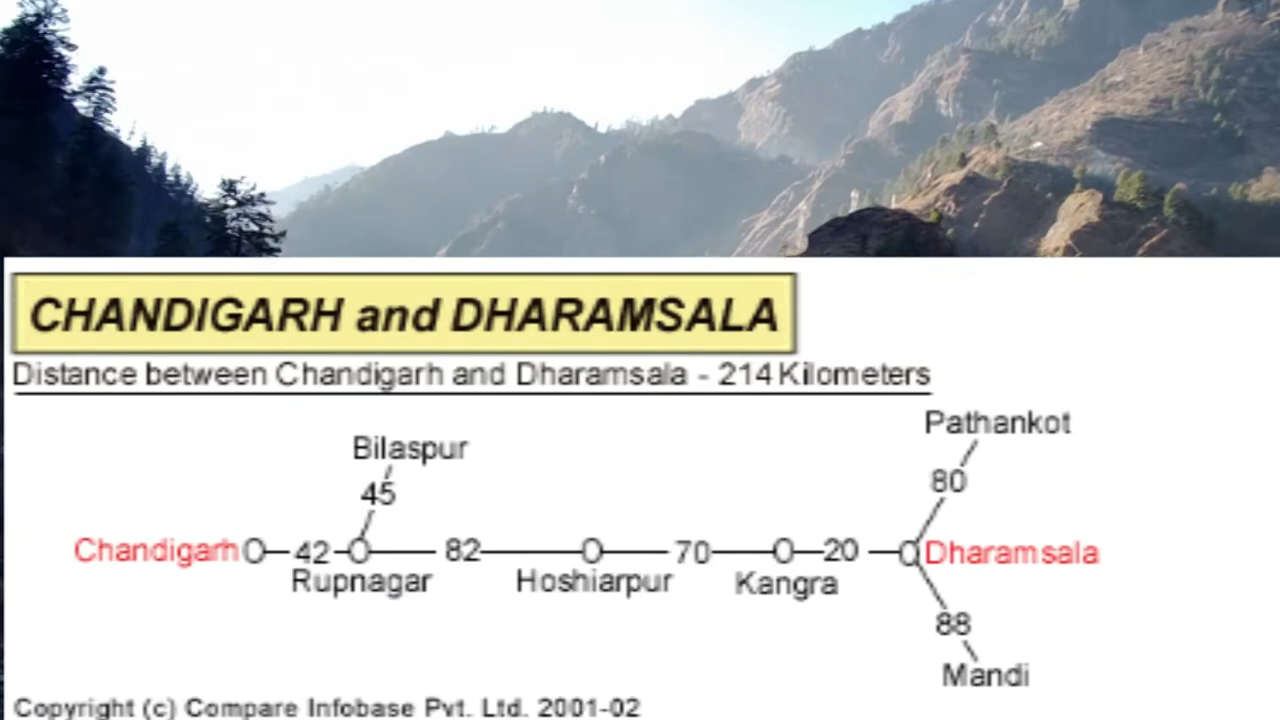 CHANDIGARH and DHARAMSALA
Distance between Chandigarh and Dharamsala - 214 Kilometers
Pathankot
Bilaspur
80
45
Chandigarh 42 82 70 20 Dharamsala
Rupnagar Hoshiarpur Kangra
88
Mandi
Copyright (c) Compare Infobase Pvt. Ltd. 2001-02